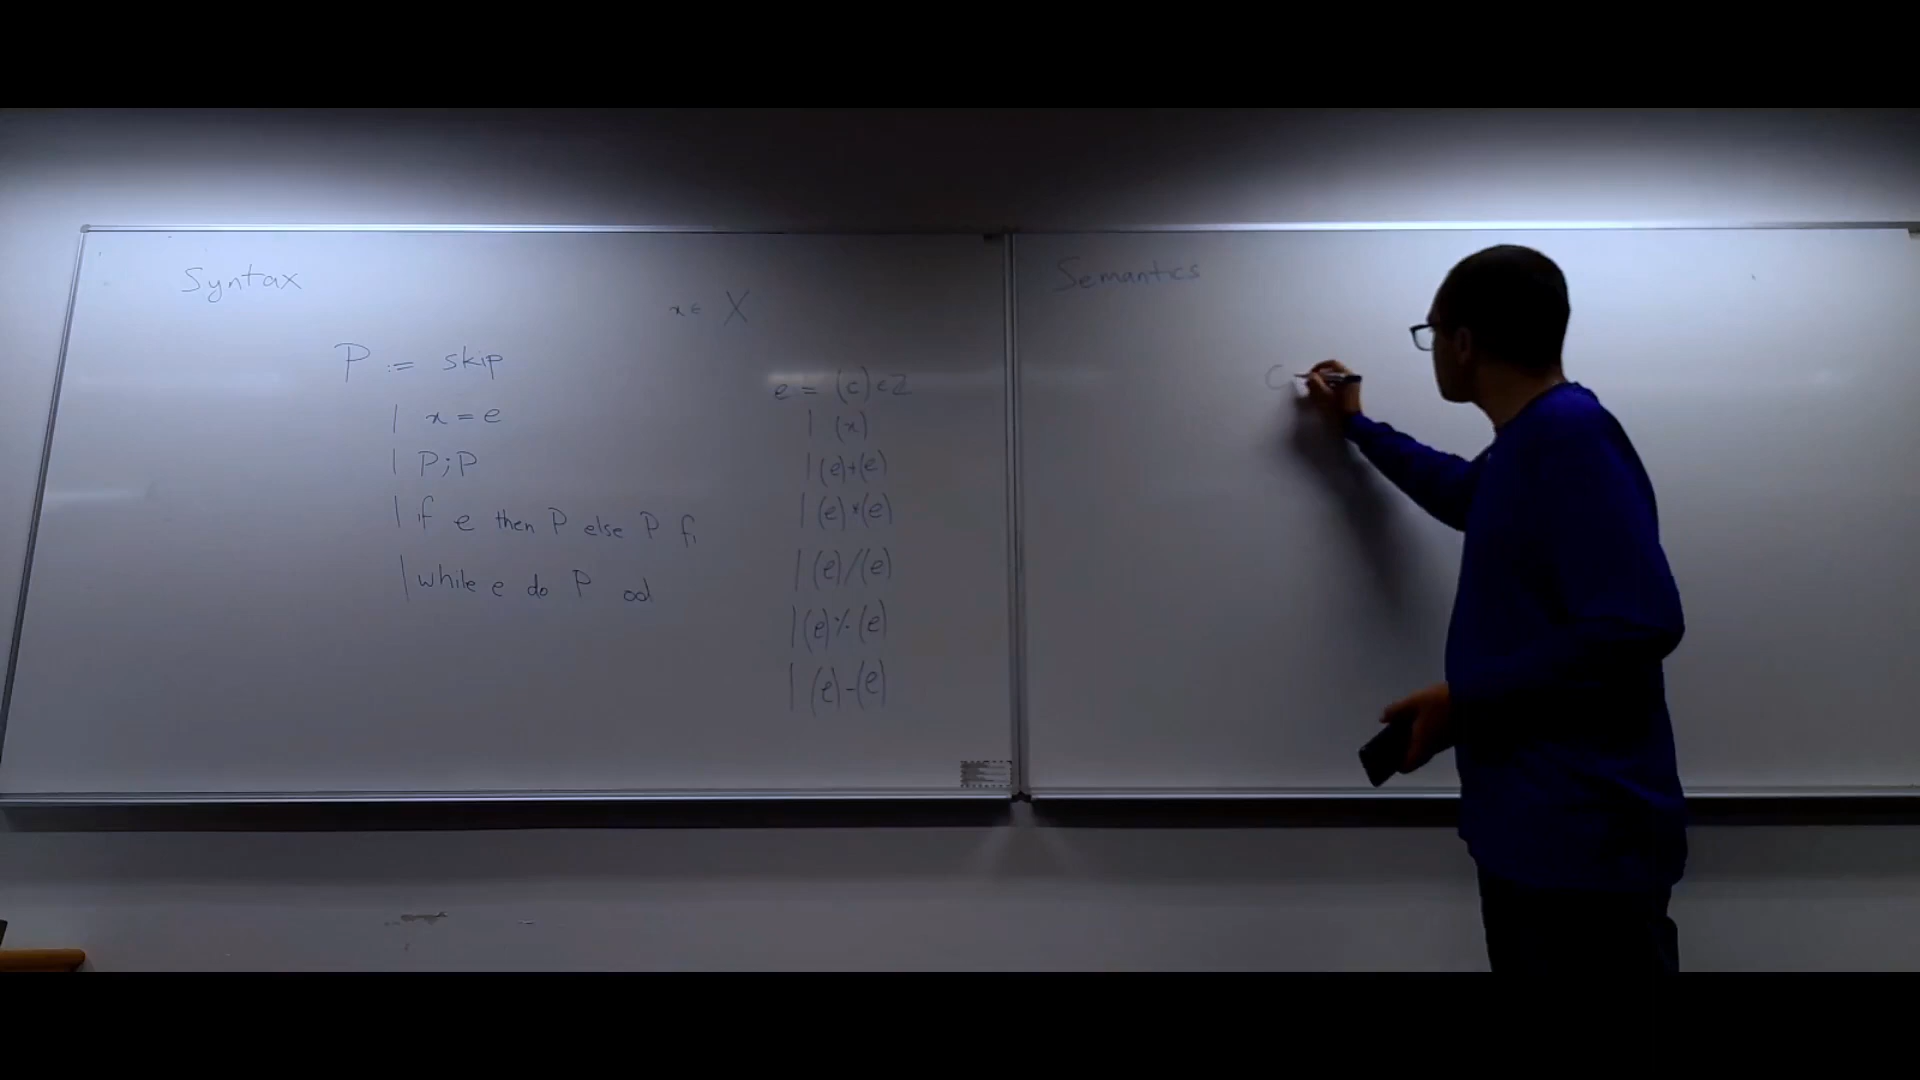 Syntax
x ∈ X
P := skip
| x = e
| P;P
| if e then P else P fi
| while e do P od
e = (c) ∈ Z
| (x)
| (e)+(e)
| (e)*(e)
| (e)/(e)
| (e)%(e)
| (e)-(e)
Semantics
C